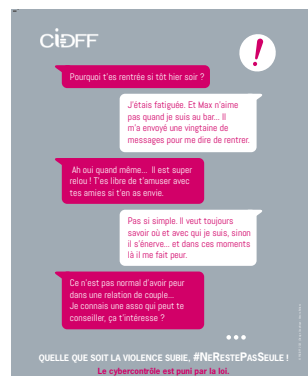 CIDFF
!
Pourquoi t'es rentrée si tôt hier soir ?
J'étais fatiguée. Et Max n'aime
pas quand je suis au bar... Il
m'a envoyé une vingtaine de
messages pour me dire de rentrer.
Ah oui quand même... Il est super
relou ! T'es libre de t'amuser avec
tes amies si t'en as envie.
Pas si simple. Il veut toujours
savoir où et avec qui je suis, sinon
il s'énerve... et dans ces moments
là il me fait peur.
Ce n'est pas normal d'avoir peur
dans une relation de couple...
Je connais une asso qui peut te
conseiller, ça t'intéresse ?
QUELLE QUE SOIT LA VIOLENCE SUBIE, #NERESTEPASSEULE !
Le cybercontrôle est puni par la loi.